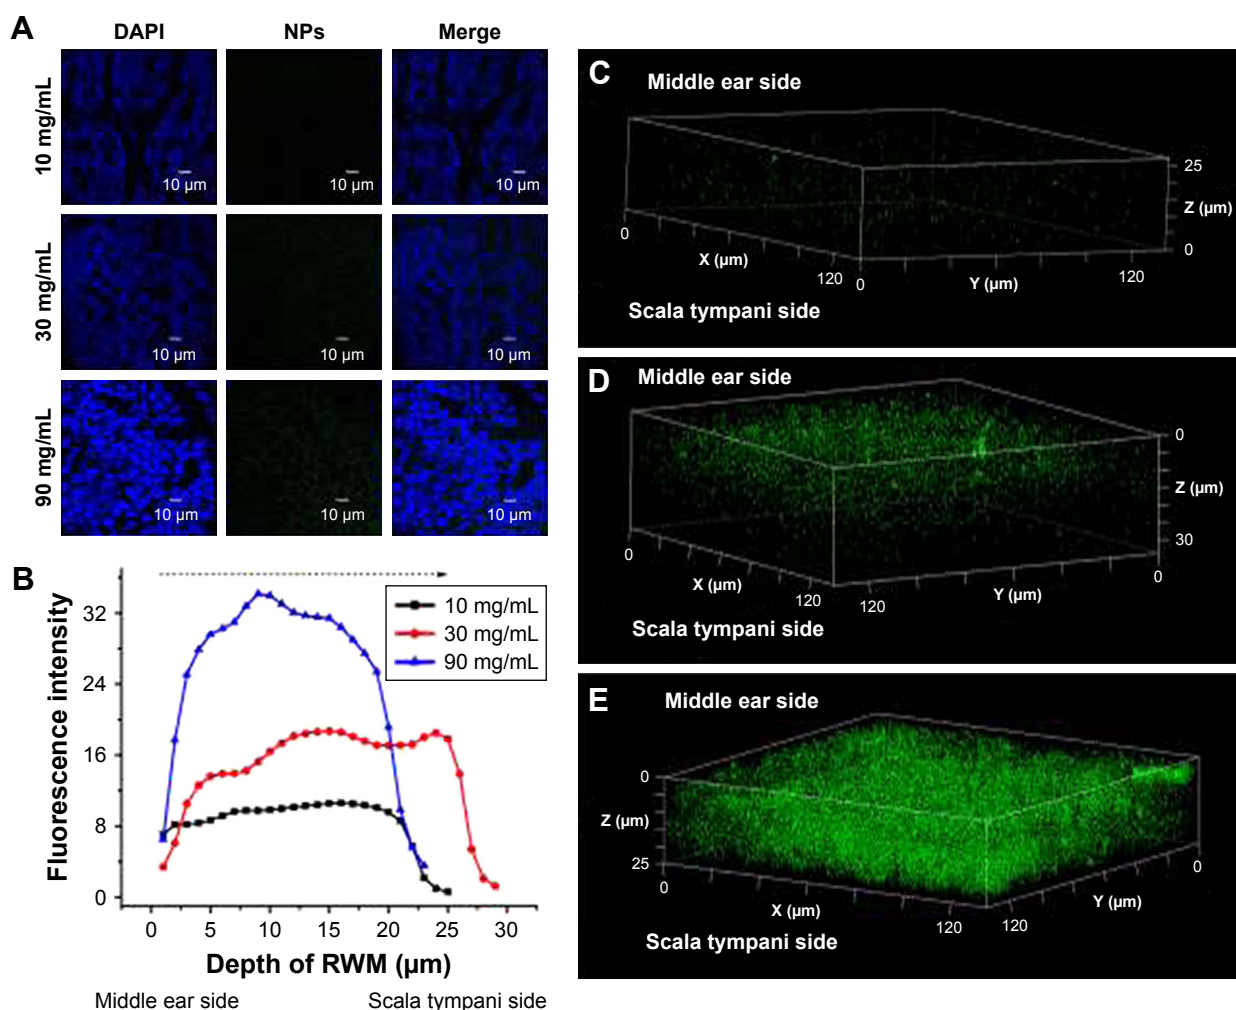 A
DAPI
NPs
Merge
10 mg/mL
10 µm
10 µm
10 µm
30 mg/mL
10 µm
10 µm
10 µm
90 mg/mL
10 µm
10 µm
10 µm
B
Fluorescence intensity
32
24
16
8
0
10 mg/mL
30 mg/mL
90 mg/mL
0 5 10 15 20 25 30
Depth of RWM (µm)
Middle ear side
Scala tympani side
C
Middle ear side
25
Z (µm)
0
0
X (µm)
120
0
Y (µm)
120
Scala tympani side
D
Middle ear side
0
Z (µm)
30
0
X (µm)
120
120
Y (µm)
0
Scala tympani side
E
Middle ear side
0
Z (µm)
25
0
X (µm)
120
120
Y (µm)
0
Scala tympani side